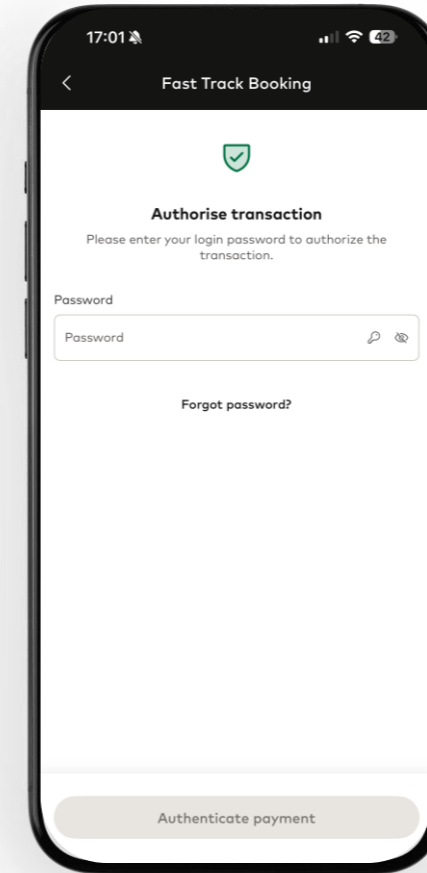 17:01
42
Fast Track Booking
Authorise transaction
Please enter your login password to authorize the
transaction.
Password
Password
Forgot password?
Authenticate payment